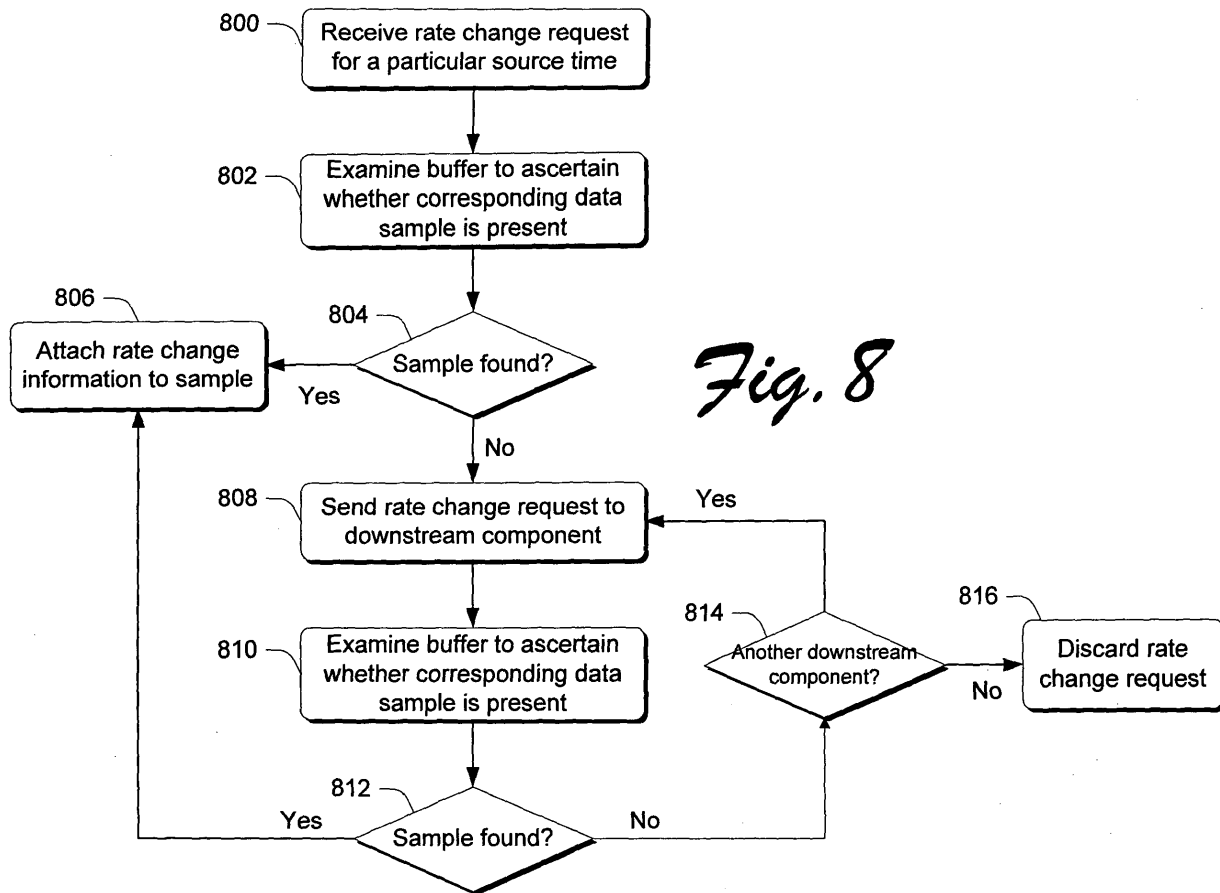 800
Receive rate change request
for a particular source time
802
Examine buffer to ascertain
whether corresponding data
sample is present
806
Attach rate change
information to sample
804
Sample found?
Yes
No
Fig. 8
808
Send rate change request to
downstream component
Yes
810
Examine buffer to ascertain
whether corresponding data
sample is present
814
Another downstream
component?
No
816
Discard rate
change request
812
Sample found?
Yes
No